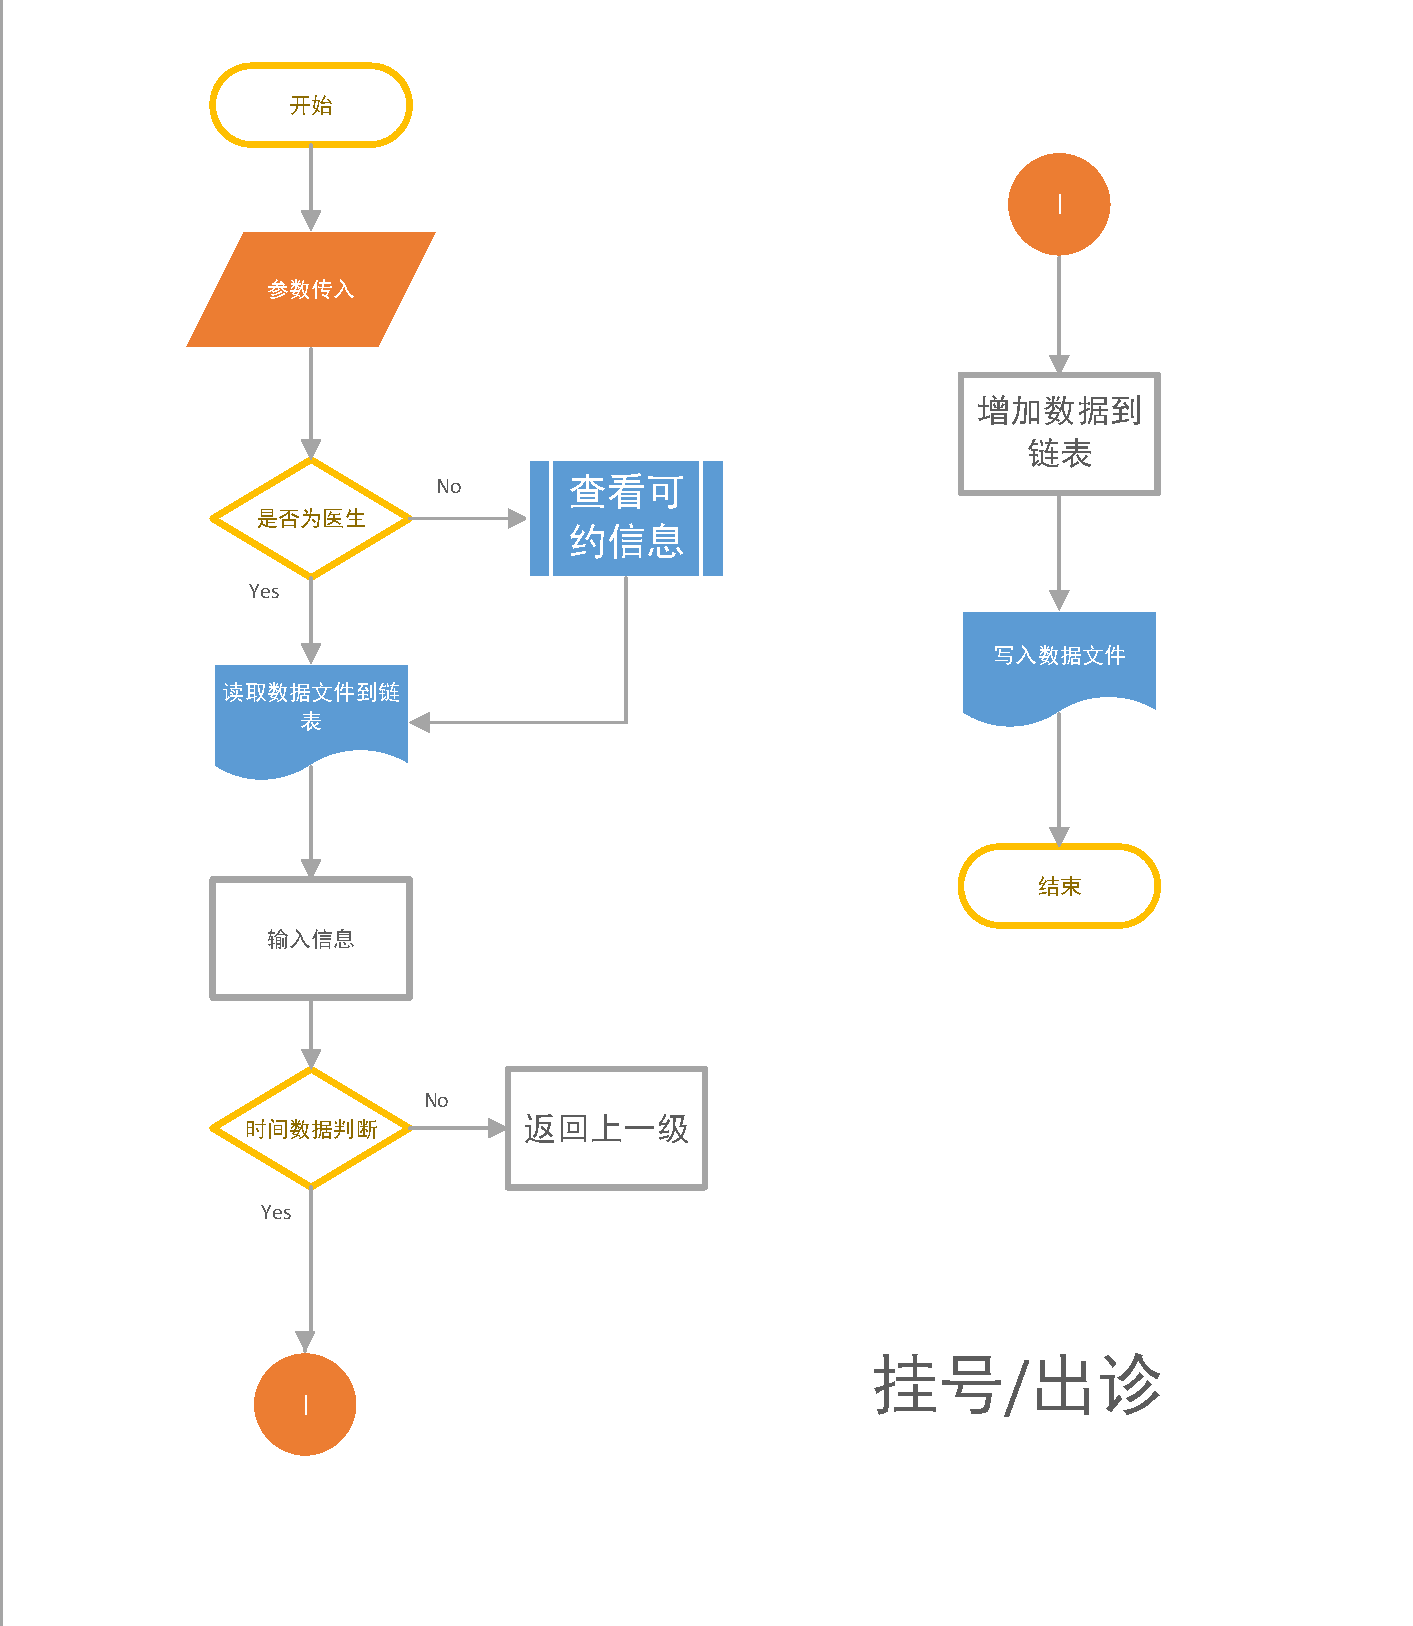 开始
参数传入
是否为医生
No
查看可
约信息
Yes
读取数据文件到链
表
输入信息
时间数据判断
No
返回上一级
Yes
I
I
增加数据到
链表
写入数据文件
结束
挂号/出诊